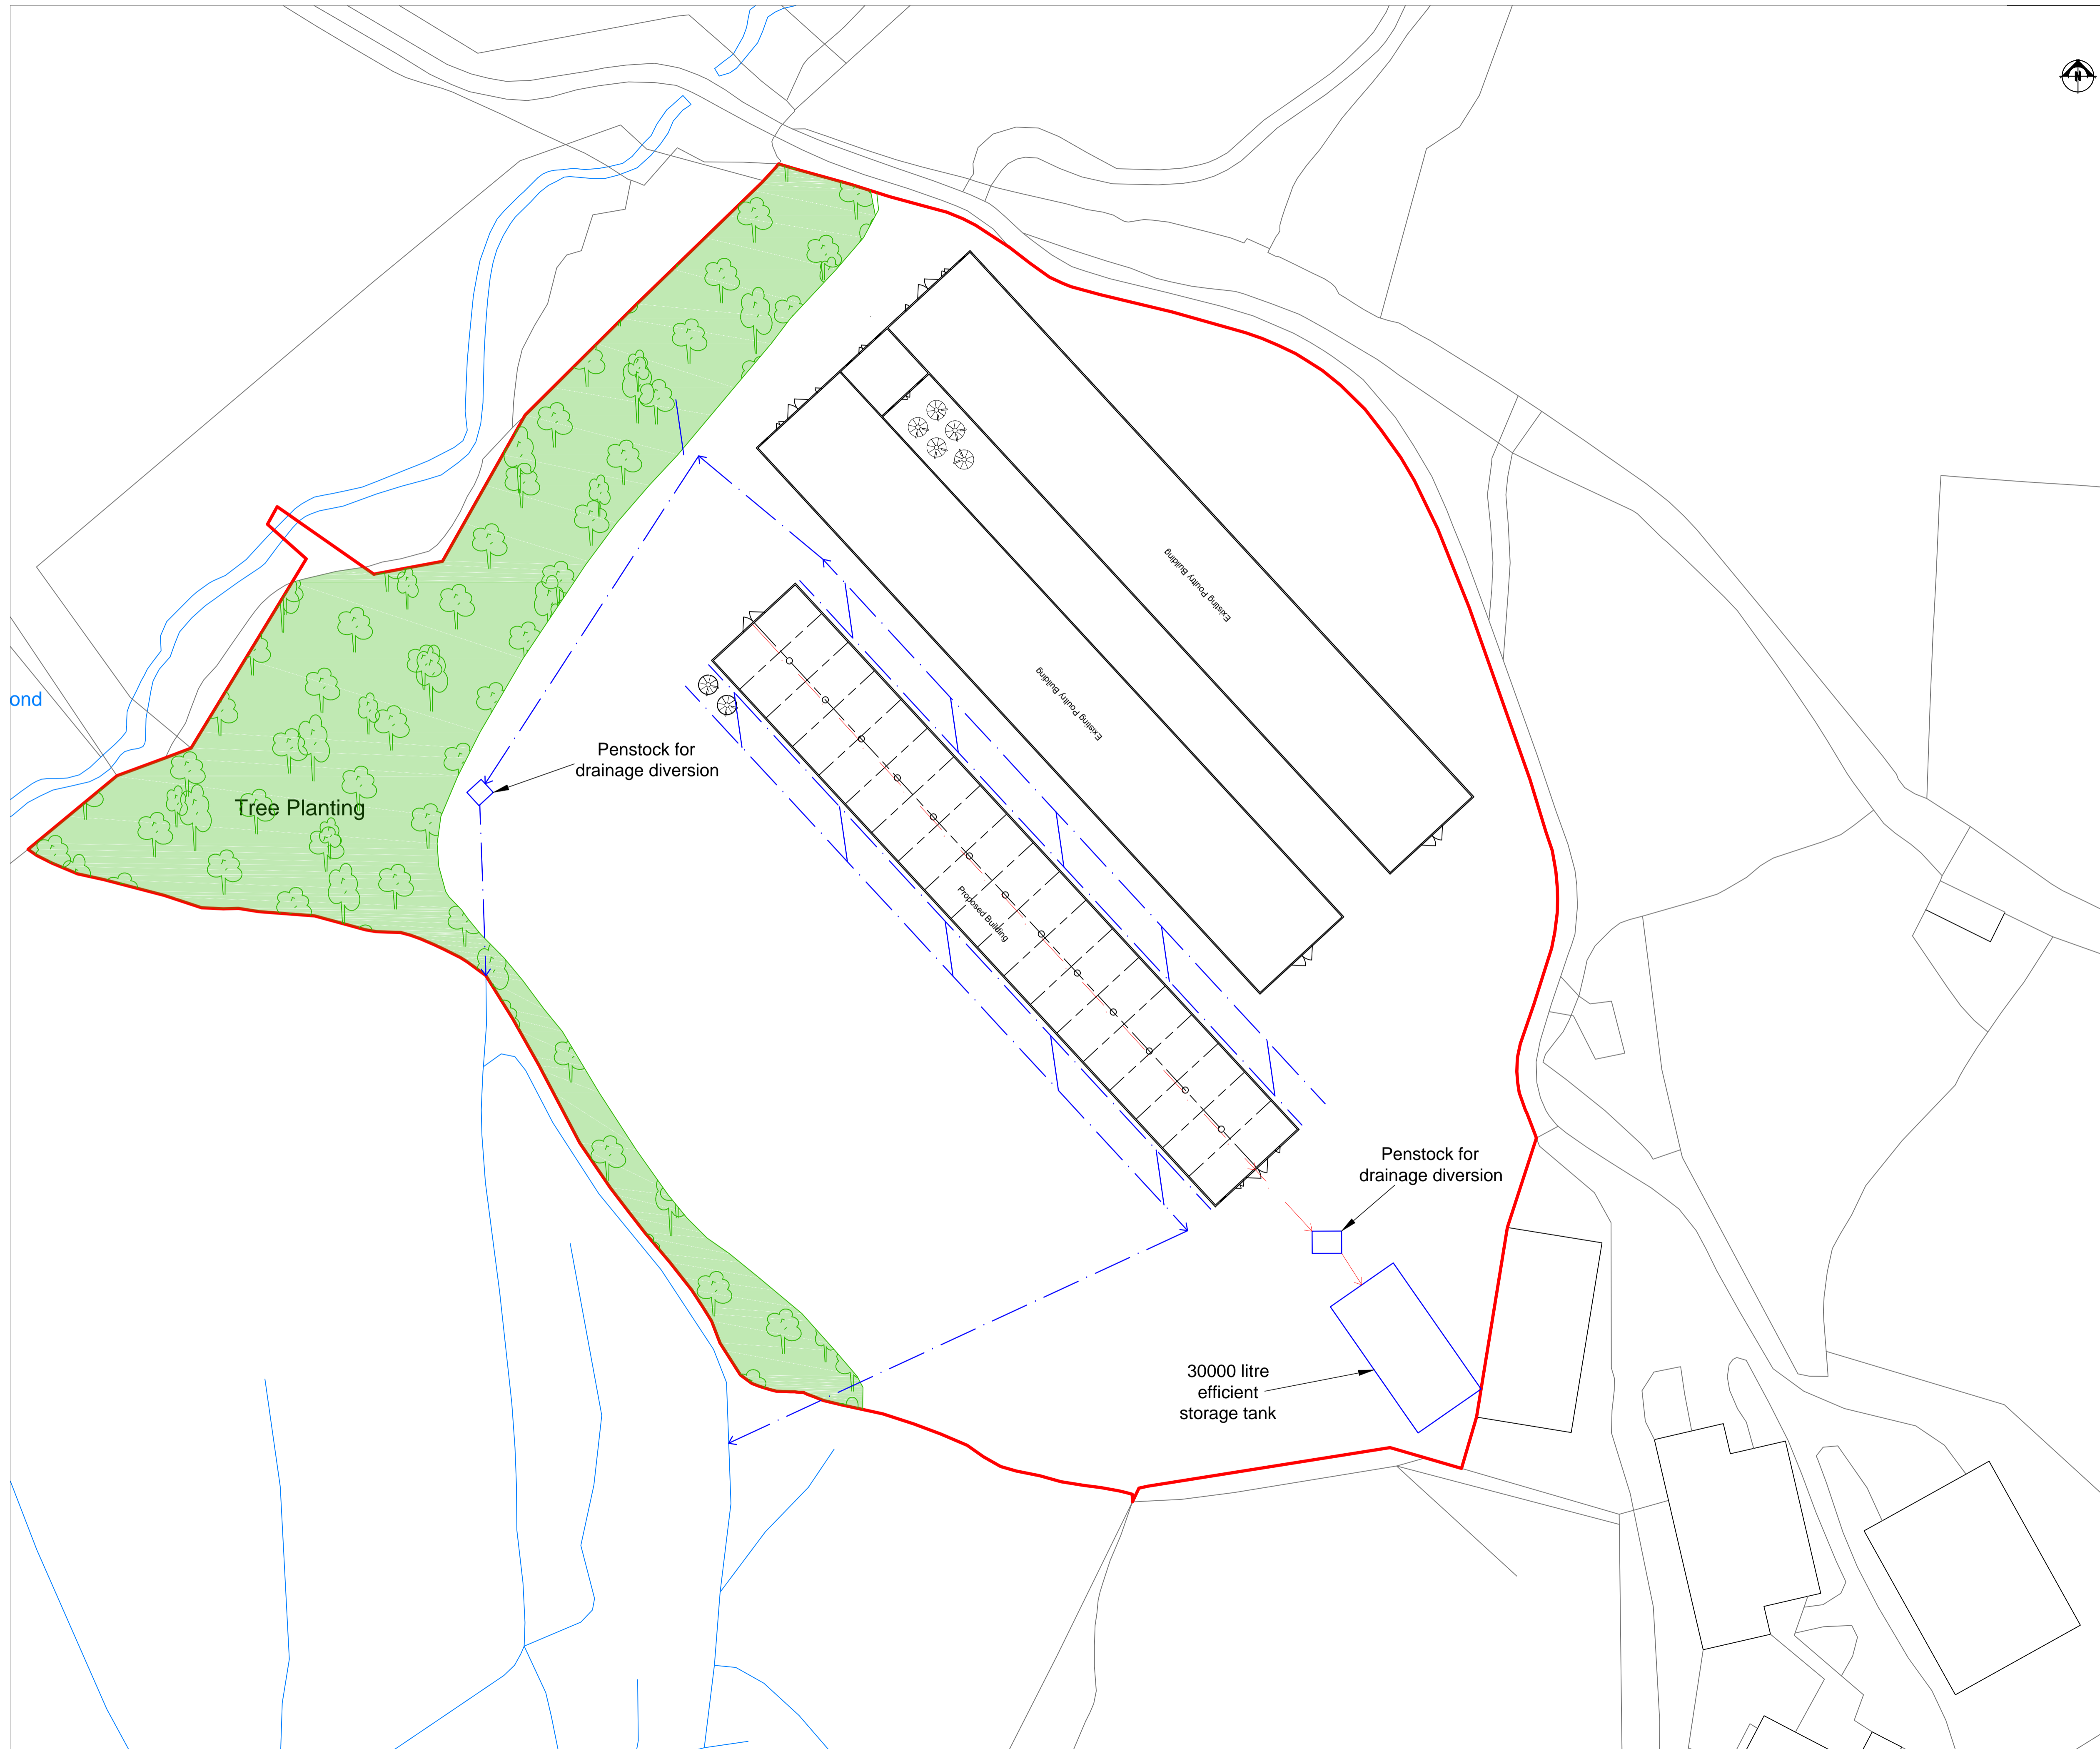 N
Existing Poultry Building
Existing Poultry Building
ond
Penstock for
drainage diversion
Tree Planting
Proposed Building
Penstock for
drainage diversion
30000 litre
efficient
storage tank